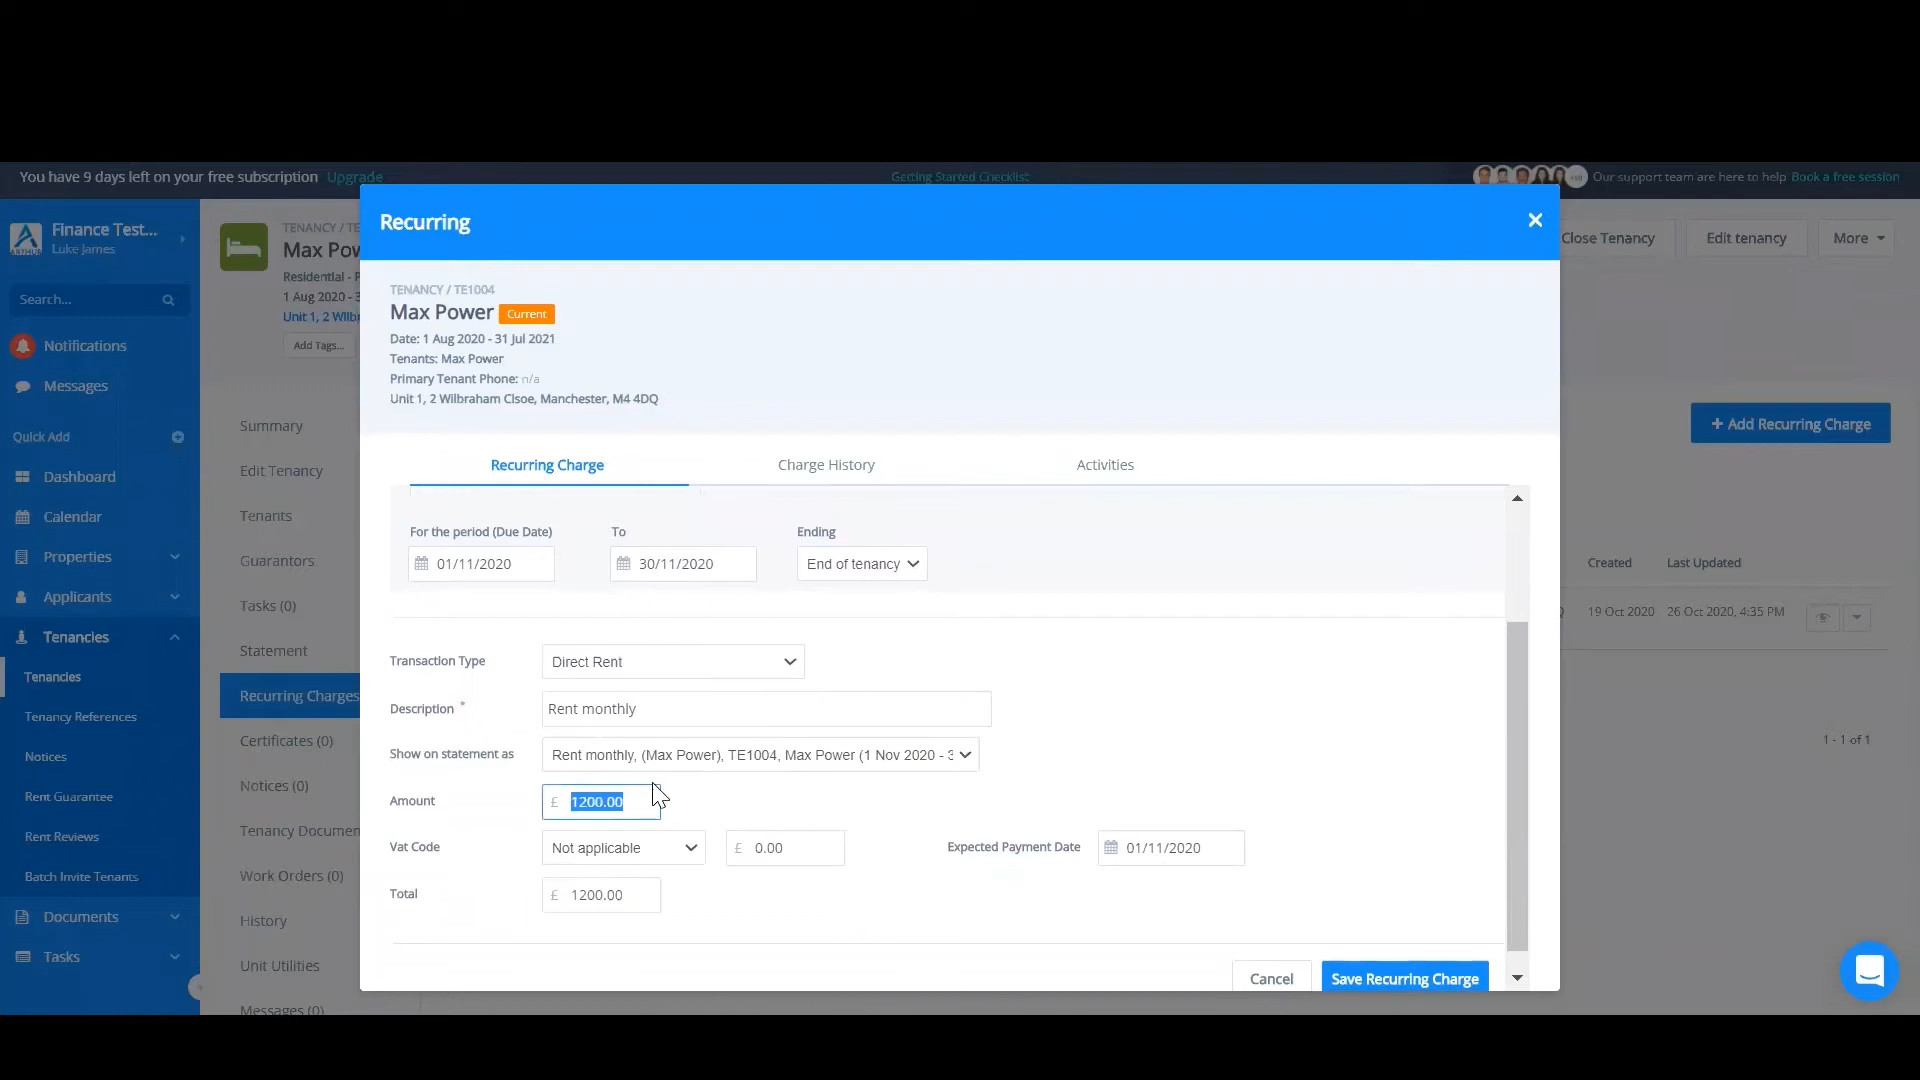 You have 9 days left on your free subscription Upgrade
Getting Started Checklist
Our support team are here to help Book a free session
Finance Test...
Luke James
Search...
Notifications
Messages
Quick Add
Dashboard
Calendar
Properties
Applicants
Tenancies
Tenancies
Tenancy References
Notices
Rent Guarantee
Rent Reviews
Batch Invite Tenants
Documents
Tasks
TENANCY / TE
Max Pow
Residential - P
1 Aug 2020 - 3
Unit 1, 2 Wilb
Add Tags...
Close Tenancy
Edit tenancy
More
Summary
Edit Tenancy
Tenants
Guarantors
Tasks (0)
Statement
Recurring Charges
Certificates (0)
Notices (0)
Tenancy Documen
Work Orders (0)
History
Unit Utilities
Messages (0)
Recurring
TENANCY / TE1004
Max Power Current
Date: 1 Aug 2020 - 31 Jul 2021
Tenants: Max Power
Primary Tenant Phone: n/a
Unit 1, 2 Wilbraham Clsoe, Manchester, M4 4DQ
Recurring Charge
Charge History
Activities
For the period (Due Date)
To
Ending
01/11/2020
30/11/2020
End of tenancy
Transaction Type
Direct Rent
Description *
Rent monthly
Show on statement as
Rent monthly, (Max Power), TE1004, Max Power (1 Nov 2020 - 3
Amount
£ 1200.00
Vat Code
Not applicable
£ 0.00
Expected Payment Date
01/11/2020
Total
£ 1200.00
Cancel
Save Recurring Charge
+ Add Recurring Charge
Created
Last Updated
19 Oct 2020
26 Oct 2020, 4:35 PM
1 - 1 of 1